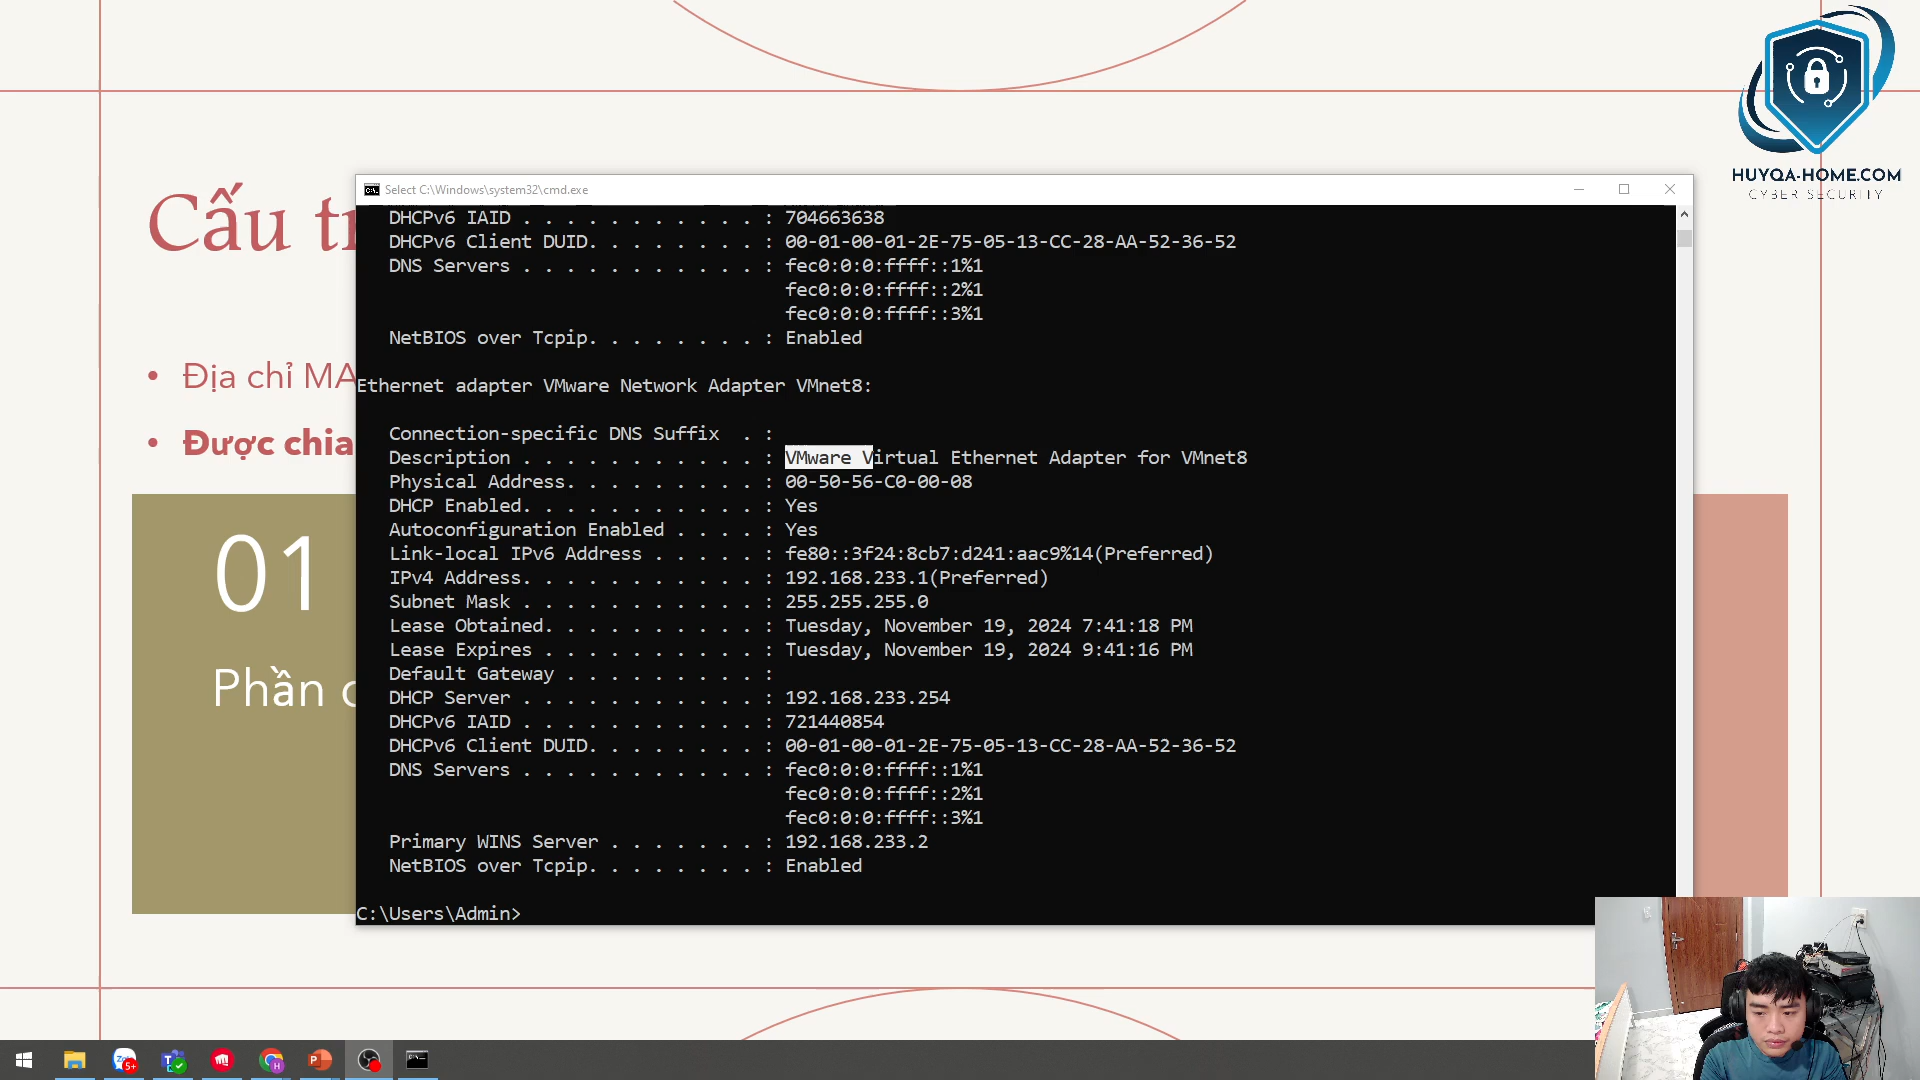 HUYQA-HOME.COM
CYBER SECURITY
Cấu t
Select C:\Windows\system32\cmd.exe
DHCPv6 IAID . . . . . . . . . . . : 704663638
DHCPv6 Client DUID. . . . . . . . : 00-01-00-01-2E-75-05-13-CC-28-AA-52-36-52
DNS Servers . . . . . . . . . . . : fec0:0:0:ffff::1%1
fec0:0:0:ffff::2%1
fec0:0:0:ffff::3%1
NetBIOS over Tcpip. . . . . . . . : Enabled
• Địa chỉ MA
Ethernet adapter VMware Network Adapter VMnet8:
• Được chia
Connection-specific DNS Suffix  . :
Description . . . . . . . . . . . : VMware Virtual Ethernet Adapter for VMnet8
Physical Address. . . . . . . . . : 00-50-56-C0-00-08
DHCP Enabled. . . . . . . . . . . : Yes
Autoconfiguration Enabled . . . . : Yes
Link-local IPv6 Address . . . . . : fe80::3f24:8cb7:d241:aac9%14(Preferred)
IPv4 Address. . . . . . . . . . . : 192.168.233.1(Preferred)
Subnet Mask . . . . . . . . . . . : 255.255.255.0
Lease Obtained. . . . . . . . . . : Tuesday, November 19, 2024 7:41:18 PM
Lease Expires . . . . . . . . . . : Tuesday, November 19, 2024 9:41:16 PM
Default Gateway . . . . . . . . . :
DHCP Server . . . . . . . . . . . : 192.168.233.254
DHCPv6 IAID . . . . . . . . . . . : 721440854
DHCPv6 Client DUID. . . . . . . . : 00-01-00-01-2E-75-05-13-CC-28-AA-52-36-52
DNS Servers . . . . . . . . . . . : fec0:0:0:ffff::1%1
fec0:0:0:ffff::2%1
fec0:0:0:ffff::3%1
Primary WINS Server . . . . . . . : 192.168.233.2
NetBIOS over Tcpip. . . . . . . . : Enabled
C:\Users\Admin>
01
Phần